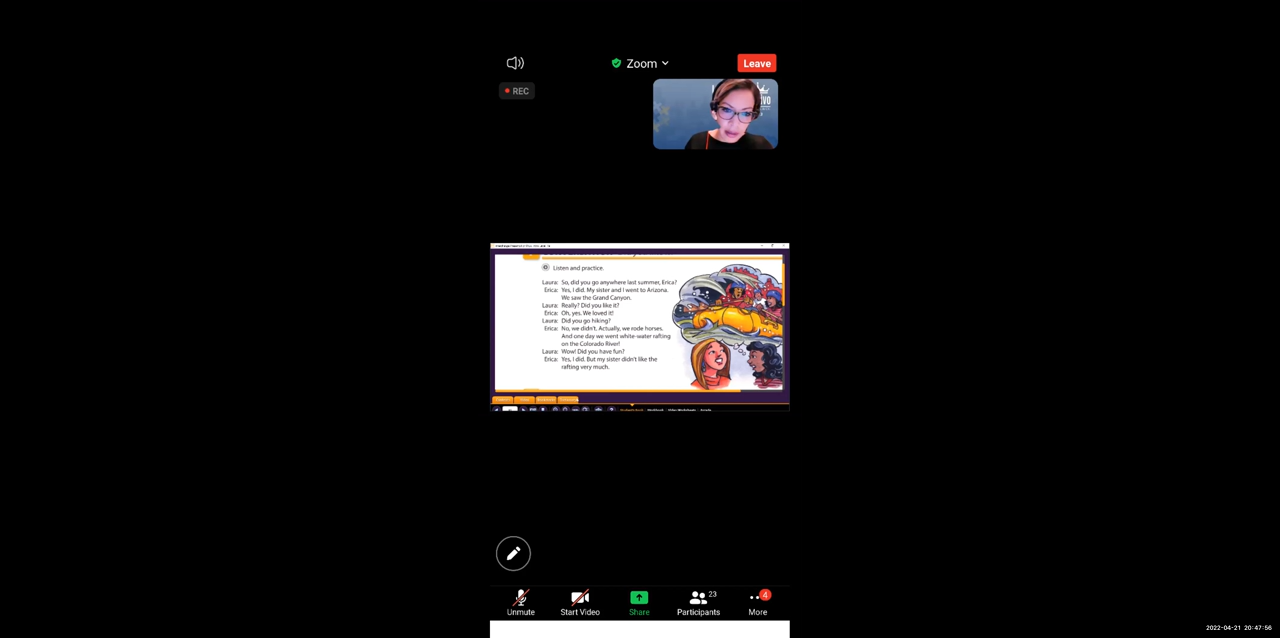 Zoom
Leave
REC
VO
Listen and practice.
Laura: So, did you go anywhere last summer, Erica?
Erica: Yes, I did. My sister and I went to Arizona.
We saw the Grand Canyon.
Laura: Really? Did you like it?
Erica: Oh, yes. We loved it!
Laura: Did you go hiking?
Erica: No, we didn't. Actually, we rode horses.
And one day we went white-water rafting
on the Colorado River!
Laura: Wow! Did you have fun?
Erica: Yes, I did. But my sister didn't like the
rafting very much.
Unmute
Start Video
Share
23
Participants
4
More
2022-04-21 20:47:56